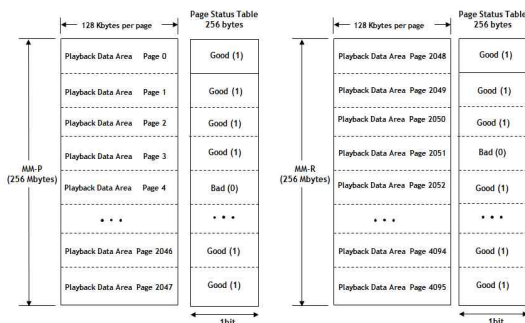 128 Kbytes per page
Page Status Table
256 bytes
Playback Data Area Page 0
Good (1)
Playback Data Area Page 1
Good (1)
Playback Data Area Page 2
Good (1)
Playback Data Area Page 3
Good (1)
Playback Data Area Page 4
Bad (0)
• • •
• • •
Playback Data Area Page 2046
Good (1)
Playback Data Area Page 2047
Good (1)
MM-P
(256 Mbytes)
1bit
128 Kbytes per page
Page Status Table
256 bytes
Playback Data Area Page 2048
Good (1)
Playback Data Area Page 2049
Good (1)
Playback Data Area Page 2050
Good (1)
Playback Data Area Page 2051
Bad (0)
Playback Data Area Page 2052
Good (1)
• • •
• • •
Playback Data Area Page 4094
Good (1)
Playback Data Area Page 4095
Good (1)
MM-R
(256 Mbytes)
1bit